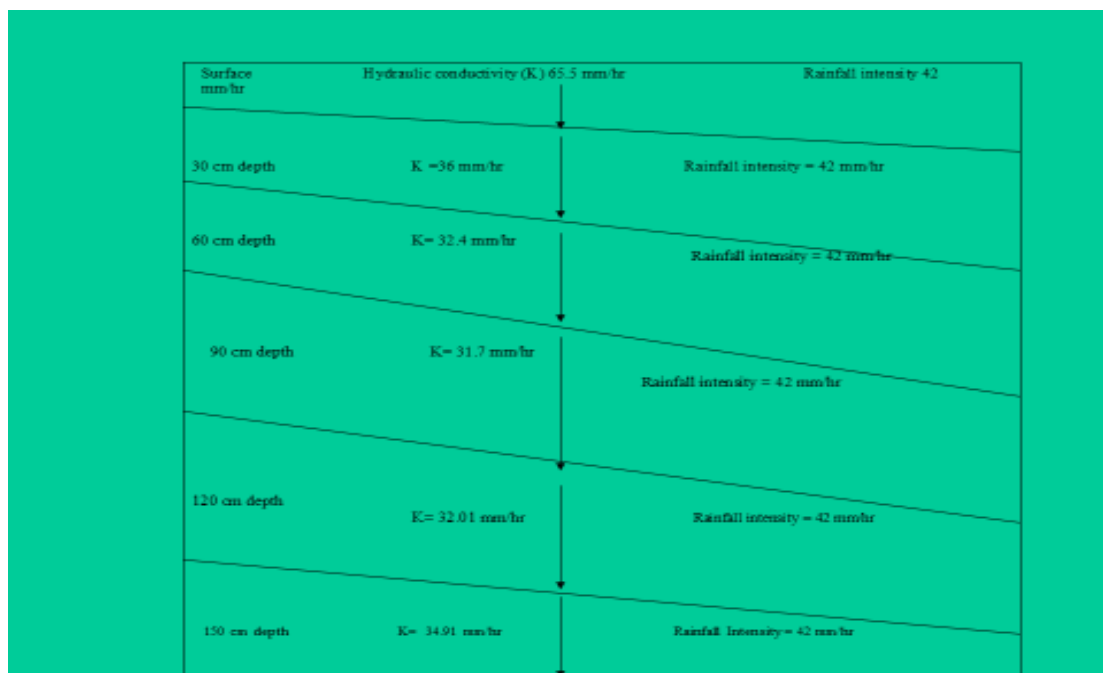 Surface Hydraulic conductivity (K) 65.5 mm/hr Rainfall intensity 42
mm/hr
30 cm depth K =36 mm/hr Rainfall intensity = 42 mm/hr
60 cm depth K= 32.4 mm/hr
Rainfall intensity = 42 mm/hr
90 cm depth K= 31.7 mm/hr
Rainfall intensity = 42 mm/hr
120 cm depth
K= 32.01 mm/hr Rainfall intensity = 42 mm/hr
150 cm depth K= 34.91 mm/hr Rainfall Intensity = 42 mm/hr